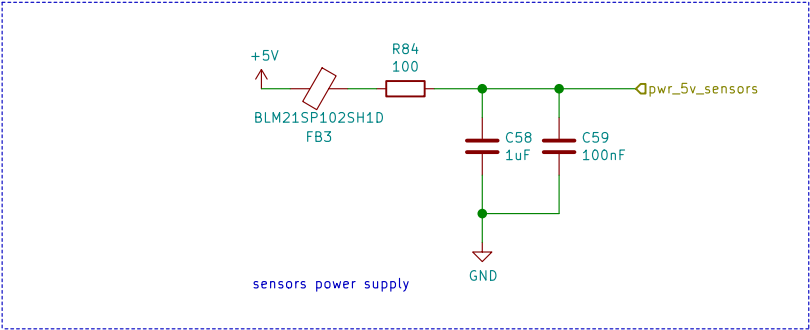 +5V
R84
100
pwr_5v_sensors
BLM21SP102SH1D
FB3
C58
1uF
C59
100nF
GND
sensors power supply